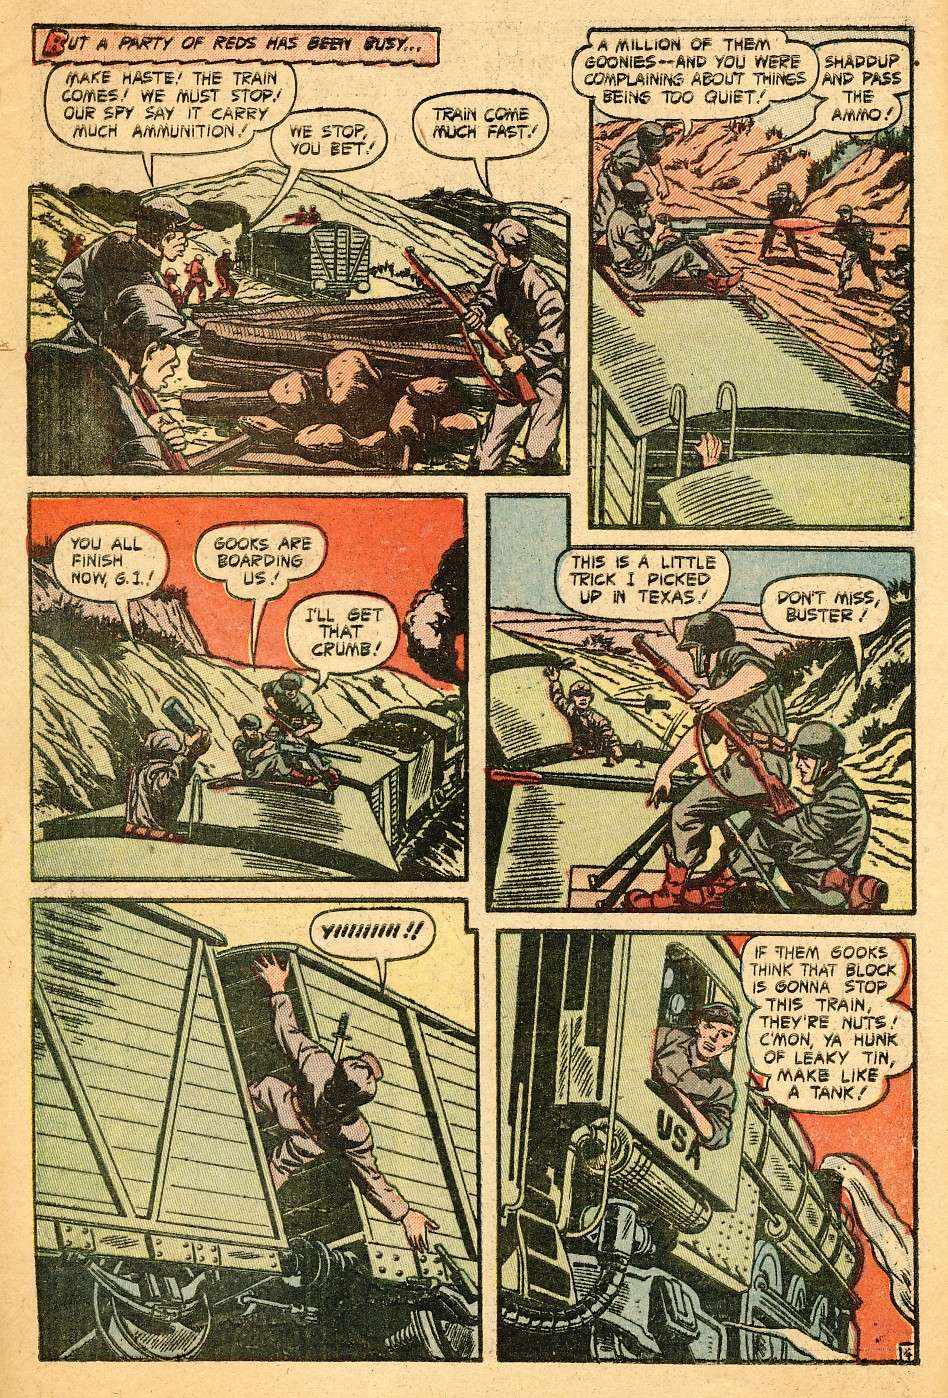 BUT A PARTY OF REDS HAS BEEN BUSY...
MAKE HASTE! THE TRAIN
COMES! WE MUST STOP!
OUR SPY SAY IT CARRY
MUCH AMMUNITION!
WE STOP,
YOU BET!
TRAIN COME
MUCH FAST!
A MILLION OF THEM
GOONIES--AND YOU WERE
COMPLAINING ABOUT THINGS
BEING TOO QUIET!
SHADDUP
AND PASS
THE
AMMO!
YOU ALL
FINISH
NOW, G.I.!
GOOKS ARE
BOARDING
US!
I'LL GET
THAT
CRUMB!
THIS IS A LITTLE
TRICK I PICKED
UP IN TEXAS!
DON'T MISS,
BUSTER!
YIIIIIIIII!!
IF THEM GOOKS
THINK THAT BLOCK
IS GONNA STOP
THIS TRAIN,
THEY'RE NUTS!
C'MON, YA HUNK
OF LEAKY TIN,
MAKE LIKE
A TANK!
USA
4